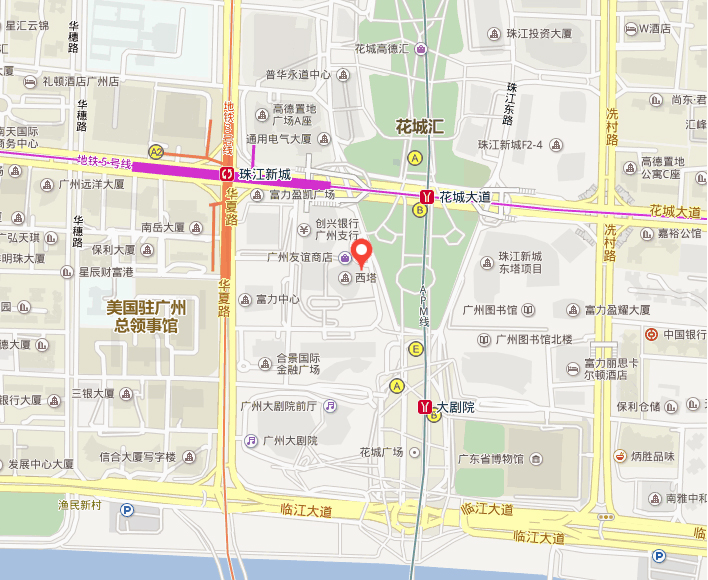 星汇云锦
华穗路
珠江投资大厦
W酒店
花城高德汇
普华永道中心
礼顿酒店广州店
华穗路
地铁3号线
高德置地
广场A座
珠江东路
尚东·君
洗村路
汇峰
南天国际
商务中心
通用电气大厦
花城汇
A2
A
珠江新城F2-4
地铁5号线
珠江新城
高德置地
公寓C座
广州远洋大厦
华夏路
富力盈凯广场
花城大道
B
花城大道
创兴银行
广州支行
南岳大厦
广弘天琪
华穗路
保利大厦
洗村路
嘉裕公馆
广州友谊商店
明珠大厦
星辰财富港
西塔
珠江新城
东塔项目
华夏路
APM线
富力中心
美国驻广州
总领事馆
广州图书馆
富力盈耀大厦
广州图书馆北楼
中国银行
德大厦
E
合景国际
金融广场
富力丽思卡
尔顿酒店
A
三银大厦
银行大厦
广州大剧院前厅
大剧院
B
保利仓储
广州大剧院
花城广场
信合大厦写字楼
发展中心大厦
广东省博物馆
炳胜品味
南雅中和
渔民新村
P
临江大道
临江大道
临江大道
P